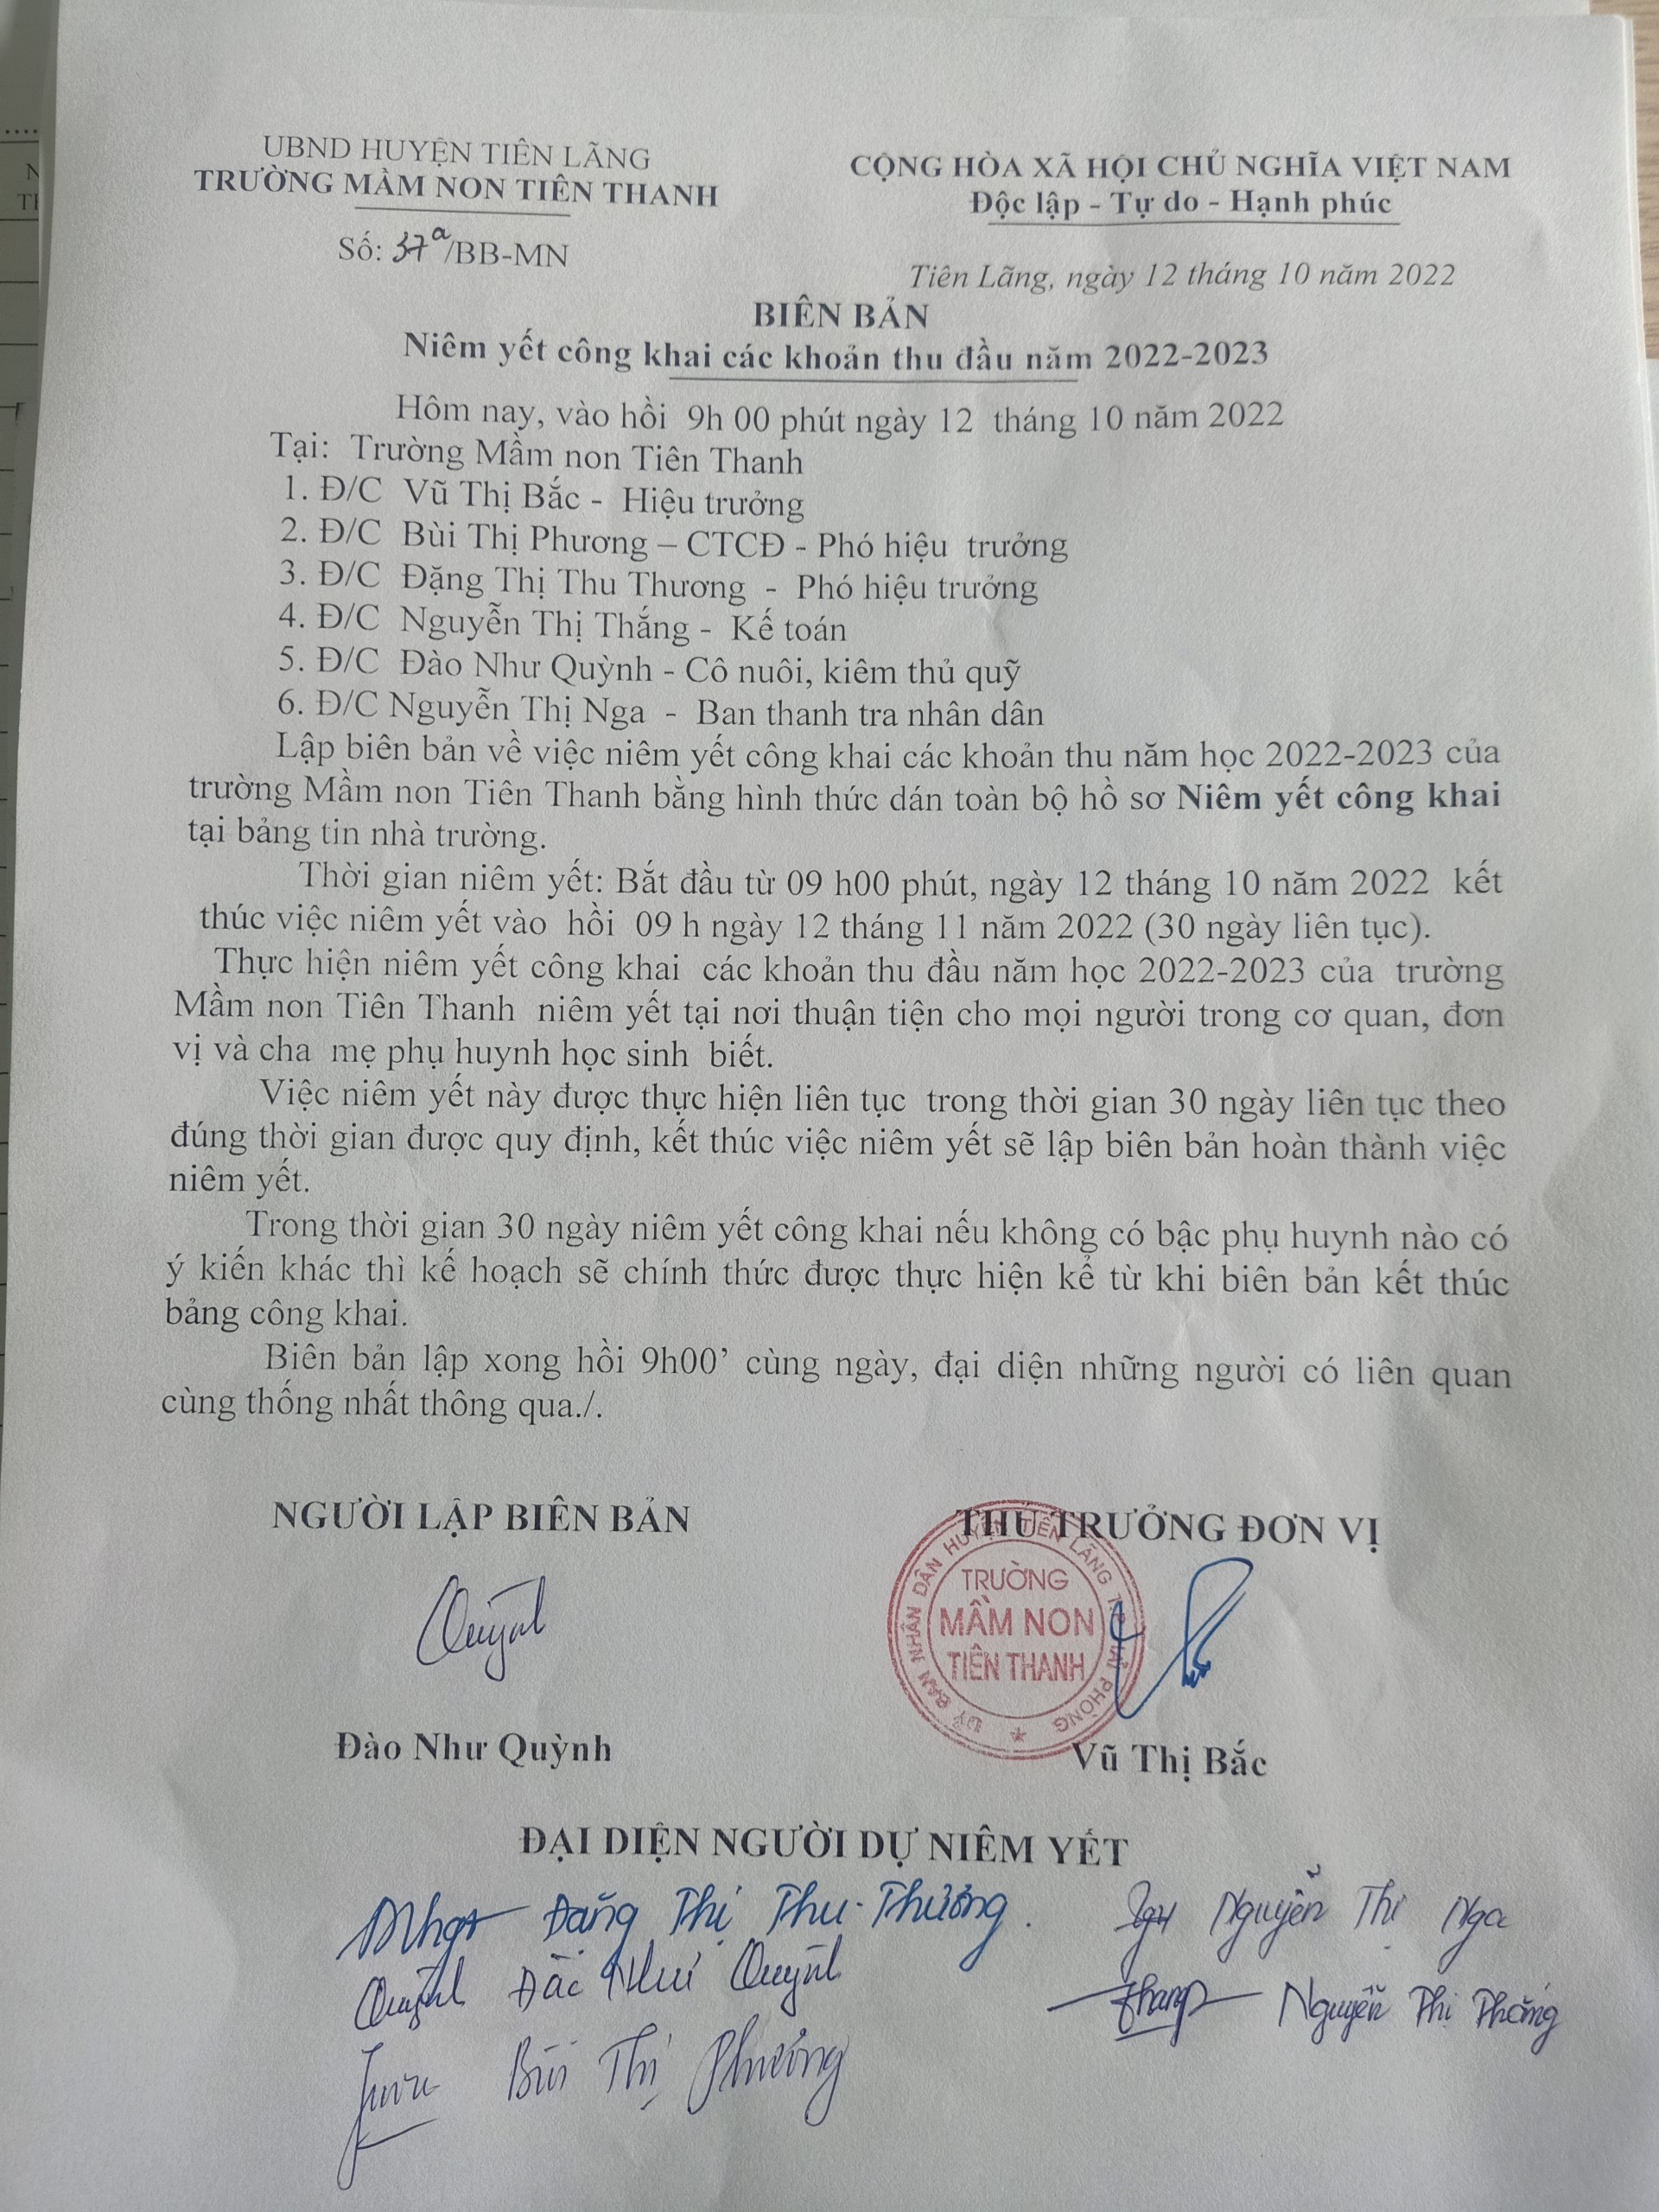 UBND HUYỆN TIÊN LÃNG
TRƯỜNG MẦM NON TIÊN THANH
Số: 37a/BB-MN
CỘNG HÒA XÃ HỘI CHỦ NGHĨA VIỆT NAM
Độc lập - Tự do - Hạnh phúc
Tiên Lãng, ngày 12 tháng 10 năm 2022
BIÊN BẢN
Niêm yết công khai các khoản thu đầu năm 2022-2023
Hôm nay, vào hồi 9h 00 phút ngày 12 tháng 10 năm 2022
Tại: Trường Mầm non Tiên Thanh
1. Đ/C Vũ Thị Bắc - Hiệu trưởng
2. Đ/C Bùi Thị Phương – CTCĐ - Phó hiệu trưởng
3. Đ/C Đặng Thị Thu Thương - Phó hiệu trưởng
4. Đ/C Nguyễn Thị Thắng - Kế toán
5. Đ/C Đào Như Quỳnh - Cô nuôi, kiêm thủ quỹ
6. Đ/C Nguyễn Thị Nga - Ban thanh tra nhân dân
Lập biên bản về việc niêm yết công khai các khoản thu năm học 2022-2023 của
trường Mầm non Tiên Thanh bằng hình thức dán toàn bộ hồ sơ Niêm yết công khai
tại bảng tin nhà trường.
Thời gian niêm yết: Bắt đầu từ 09 h00 phút, ngày 12 tháng 10 năm 2022 kết
thúc việc niêm yết vào hồi 09 h ngày 12 tháng 11 năm 2022 (30 ngày liên tục).
Thực hiện niêm yết công khai các khoản thu đầu năm học 2022-2023 của trường
Mầm non Tiên Thanh niêm yết tại nơi thuận tiện cho mọi người trong cơ quan, đơn
vị và cha mẹ phụ huynh học sinh biết.
Việc niêm yết này được thực hiện liên tục trong thời gian 30 ngày liên tục theo
đúng thời gian được quy định, kết thúc việc niêm yết sẽ lập biên bản hoàn thành việc
niêm yết.
Trong thời gian 30 ngày niêm yết công khai nếu không có bậc phụ huynh nào có
ý kiến khác thì kế hoạch sẽ chính thức được thực hiện kể từ khi biên bản kết thúc
bảng công khai.
Biên bản lập xong hồi 9h00’ cùng ngày, đại diện những người có liên quan
cùng thống nhất thông qua./.
NGƯỜI LẬP BIÊN BẢN
Quỳnh
Đào Như Quỳnh
THỦ TRƯỞNG ĐƠN VỊ
ỦY BAN NHÂN DÂN HUYỆN TIÊN LÃNG T.P HẢI PHÒNG
TRƯỜNG
MẦM NON
TIÊN THANH
Vũ Thị Bắc
ĐẠI DIỆN NGƯỜI DỰ NIÊM YẾT
Đặng Thị Thu Thương.
Nguyễn Thị Nga
Quỳnh Đào Như Quỳnh
Thắng Nguyễn Thị Thắng
Bùi Thị Phương